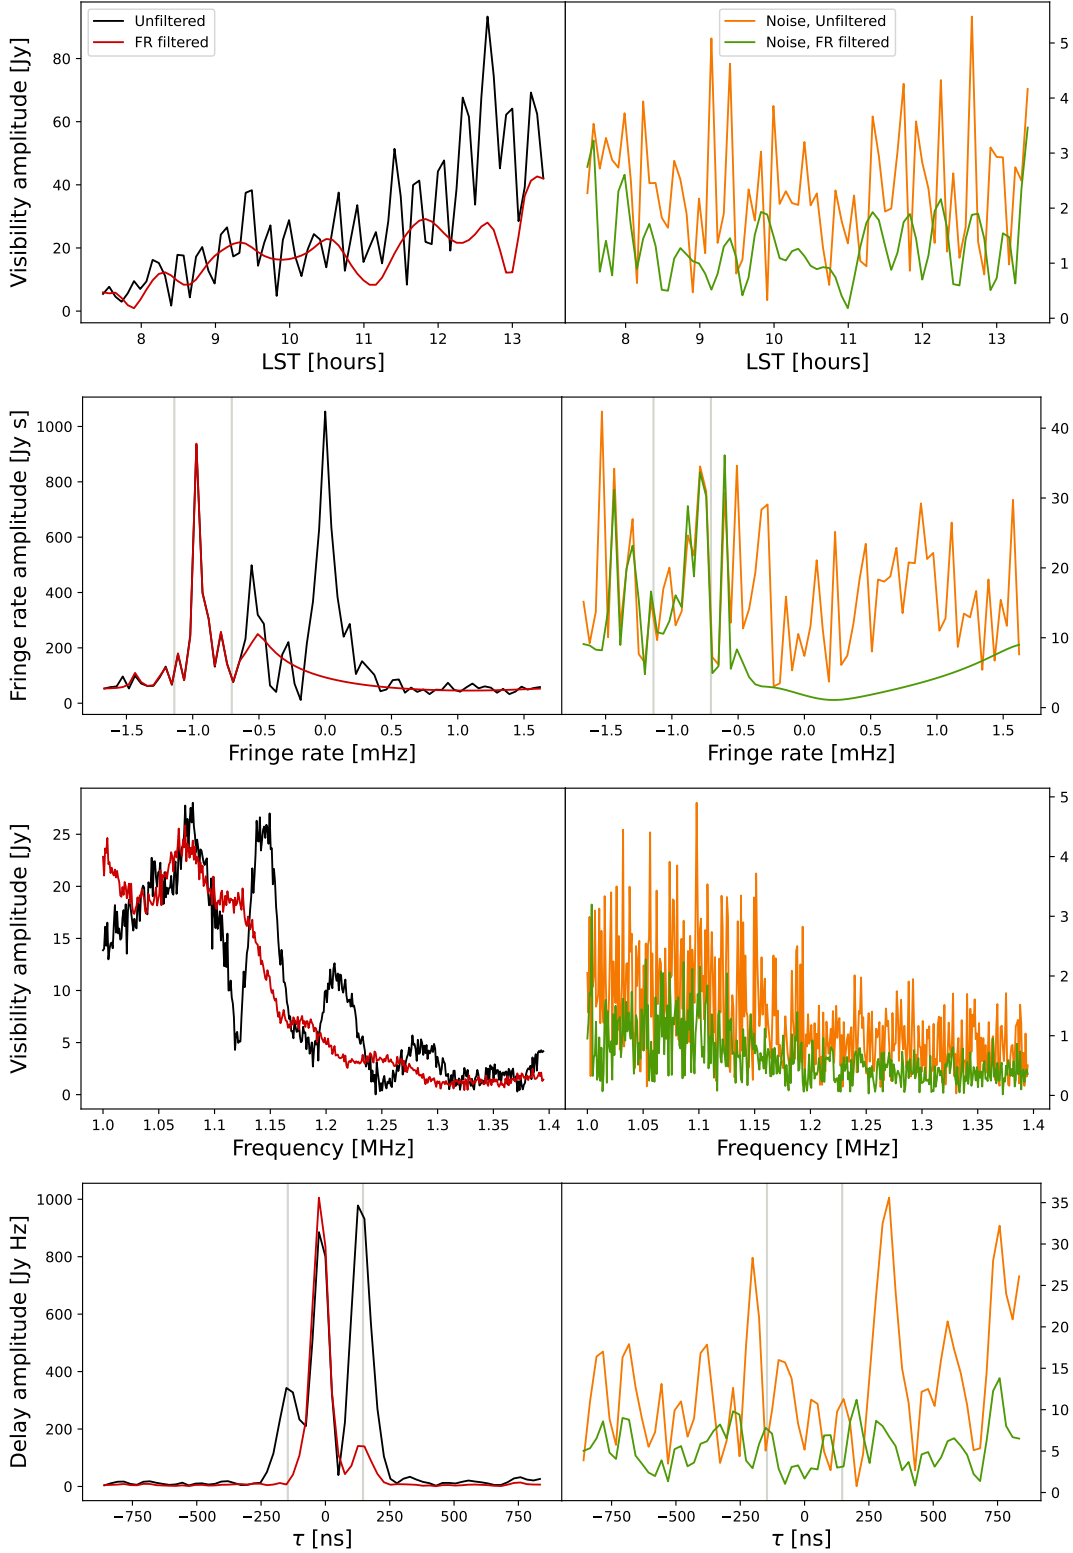 Visibility amplitude [Jy]
80
60
40
20
0
Unfiltered
FR filtered
8 9 10 11 12 13
LST [hours]
Noise, Unfiltered
Noise, FR filtered
5
4
3
2
1
0
8 9 10 11 12 13
LST [hours]
Fringe rate amplitude [Jy s]
1000
800
600
400
200
0
−1.5 −1.0 −0.5 0.0 0.5 1.0 1.5
Fringe rate [mHz]
40
30
20
10
0
−1.5 −1.0 −0.5 0.0 0.5 1.0 1.5
Fringe rate [mHz]
Visibility amplitude [Jy]
25
20
15
10
5
0
1.0 1.05 1.1 1.15 1.2 1.25 1.3 1.35 1.4
Frequency [MHz]
5
4
3
2
1
0
1.0 1.05 1.1 1.15 1.2 1.25 1.3 1.35 1.4
Frequency [MHz]
Delay amplitude [Jy Hz]
1000
800
600
400
200
0
−750 −500 −250 0 250 500 750
τ [ns]
35
30
25
20
15
10
5
0
−750 −500 −250 0 250 500 750
τ [ns]